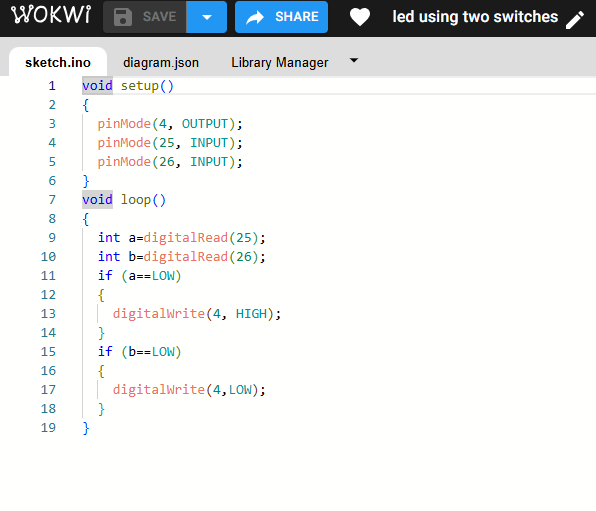 WOKWi SAVE SHARE led using two switches
sketch.ino diagram.json Library Manager
1 void setup()
2 {
3 pinMode(4, OUTPUT);
4 pinMode(25, INPUT);
5 pinMode(26, INPUT);
6 }
7 void loop()
8 {
9 int a=digitalRead(25);
10 int b=digitalRead(26);
11 if (a==LOW)
12 {
13 digitalWrite(4, HIGH);
14 }
15 if (b==LOW)
16 {
17 digitalWrite(4,LOW);
18 }
19 }